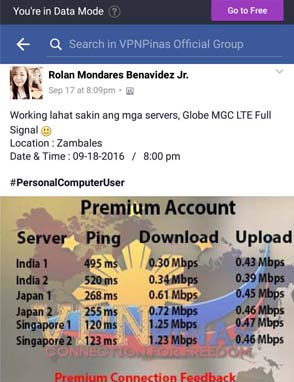 You're in Data Mode ?
Go to Free
Search in VPNPinas Official Group
Rolan Mondares Benavidez Jr.
Sep 17 at 8:09pm •
Working lahat sakin ang mga servers, Globe MGC LTE Full
Signal
Location : Zambales
Date & Time : 09-18-2016 / 8:00 pm
#PersonalComputerUser
Premium Account
Server Ping Download Upload
India 1 495 ms 0.30 Mbps 0.43 Mbps
India 2 520 ms 0.34 Mbps 0.39 Mbps
Japan 1 268 ms 0.61 Mbps 0.45 Mbps
Japan 2 255 ms 0.72 Mbps 0.46 Mbps
Singapore 1 120 ms 1.25 Mbps 0.47 Mbps
Singapore 2 123 ms 1.23 Mbps 0.46 Mbps
CONNECTION FOR FREEDOM
Premium Connection Feedback